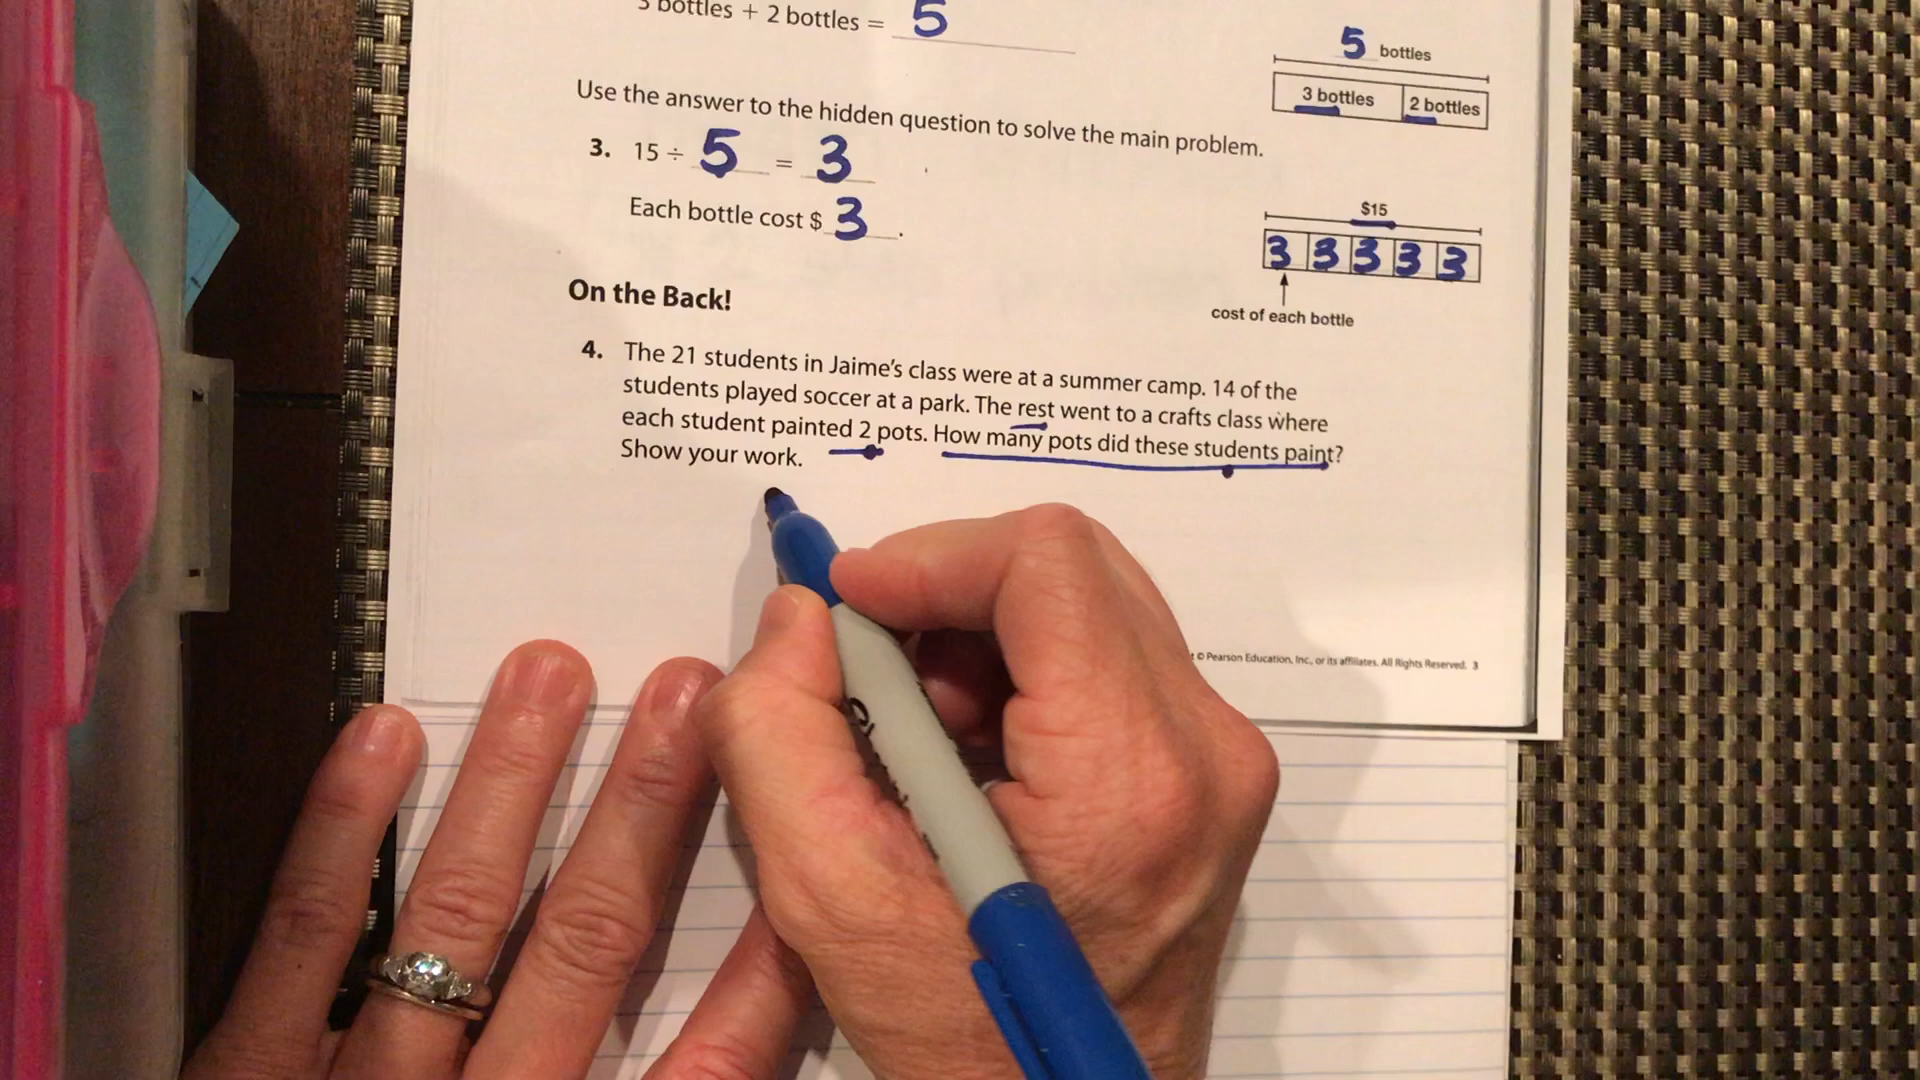 3 bottles + 2 bottles = 5
5 bottles
3 bottles 2 bottles
Use the answer to the hidden question to solve the main problem.
3. 15 ÷ 5 = 3
Each bottle cost $ 3.
$15
3 3 3 3 3
cost of each bottle
On the Back!
4. The 21 students in Jaime's class were at a summer camp. 14 of the
students played soccer at a park. The rest went to a crafts class where
each student painted 2 pots. How many pots did these students paint?
Show your work.
© Pearson Education, Inc., or its affiliates. All Rights Reserved. 3